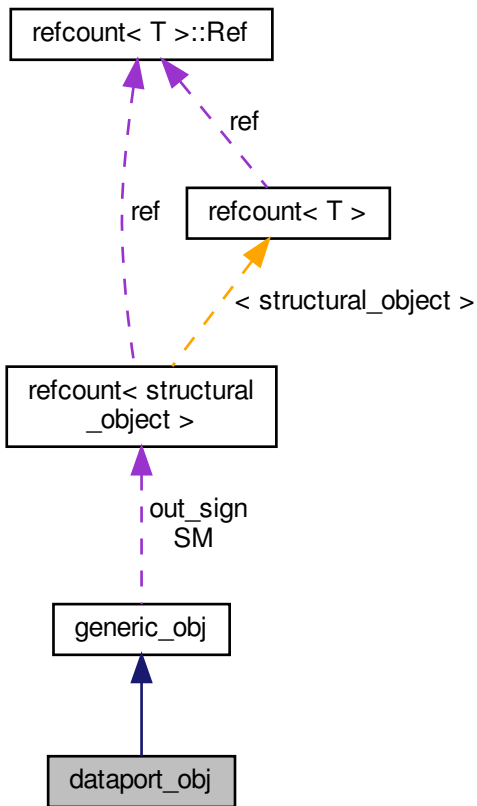 refcount< T >::Ref
ref
refcount< T >
ref
< structural_object >
refcount< structural
_object >
out_sign
SM
generic_obj
dataport_obj